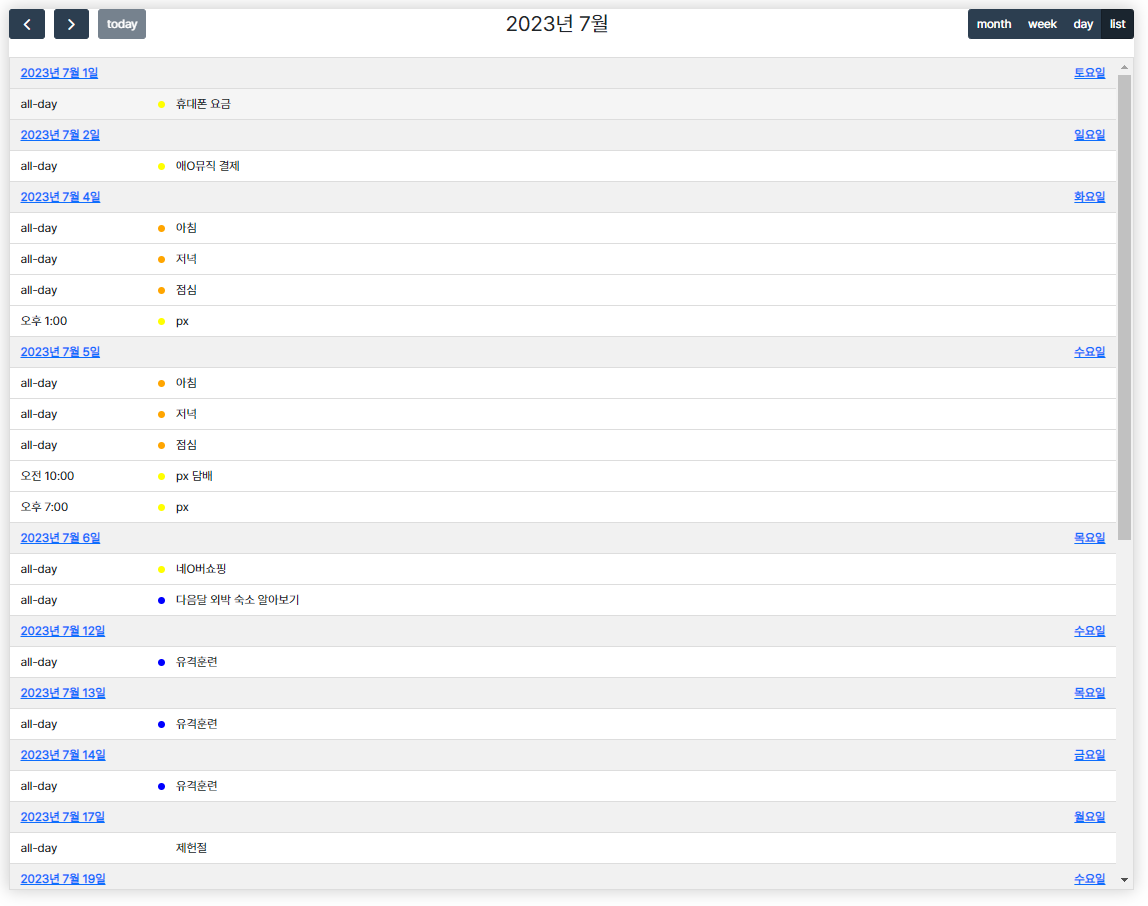 today
2023년 7월
month week day list
2023년 7월 1일 토요일
all-day 휴대폰 요금
2023년 7월 2일 일요일
all-day 애O뮤직 결제
2023년 7월 4일 화요일
all-day 아침
all-day 저녁
all-day 점심
오후 1:00 px
2023년 7월 5일 수요일
all-day 아침
all-day 저녁
all-day 점심
오전 10:00 px 담배
오후 7:00 px
2023년 7월 6일 목요일
all-day 네O버쇼핑
all-day 다음달 외박 숙소 알아보기
2023년 7월 12일 수요일
all-day 유격훈련
2023년 7월 13일 목요일
all-day 유격훈련
2023년 7월 14일 금요일
all-day 유격훈련
2023년 7월 17일 월요일
all-day 제헌절
2023년 7월 19일 수요일